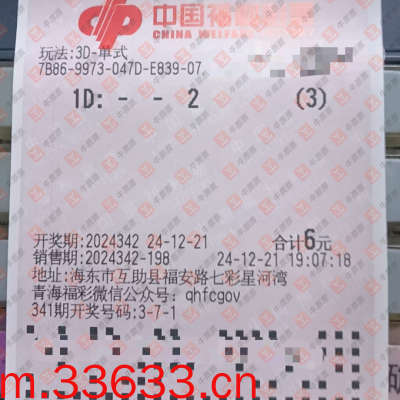 中国福
CHINA WELFA
玩法:3D-单式
7B86-9973-047D-E839-07
1D: - - 2 (3)
开奖期:2024342 24-12-21 合计6元
销售期:2024342-198 24-12-21 19:07:18
地址:海东市互助县福安路七彩星河湾
青海福彩微信公众号: qhfcgov
341期开奖号码:3-7-1
m.33633.cn